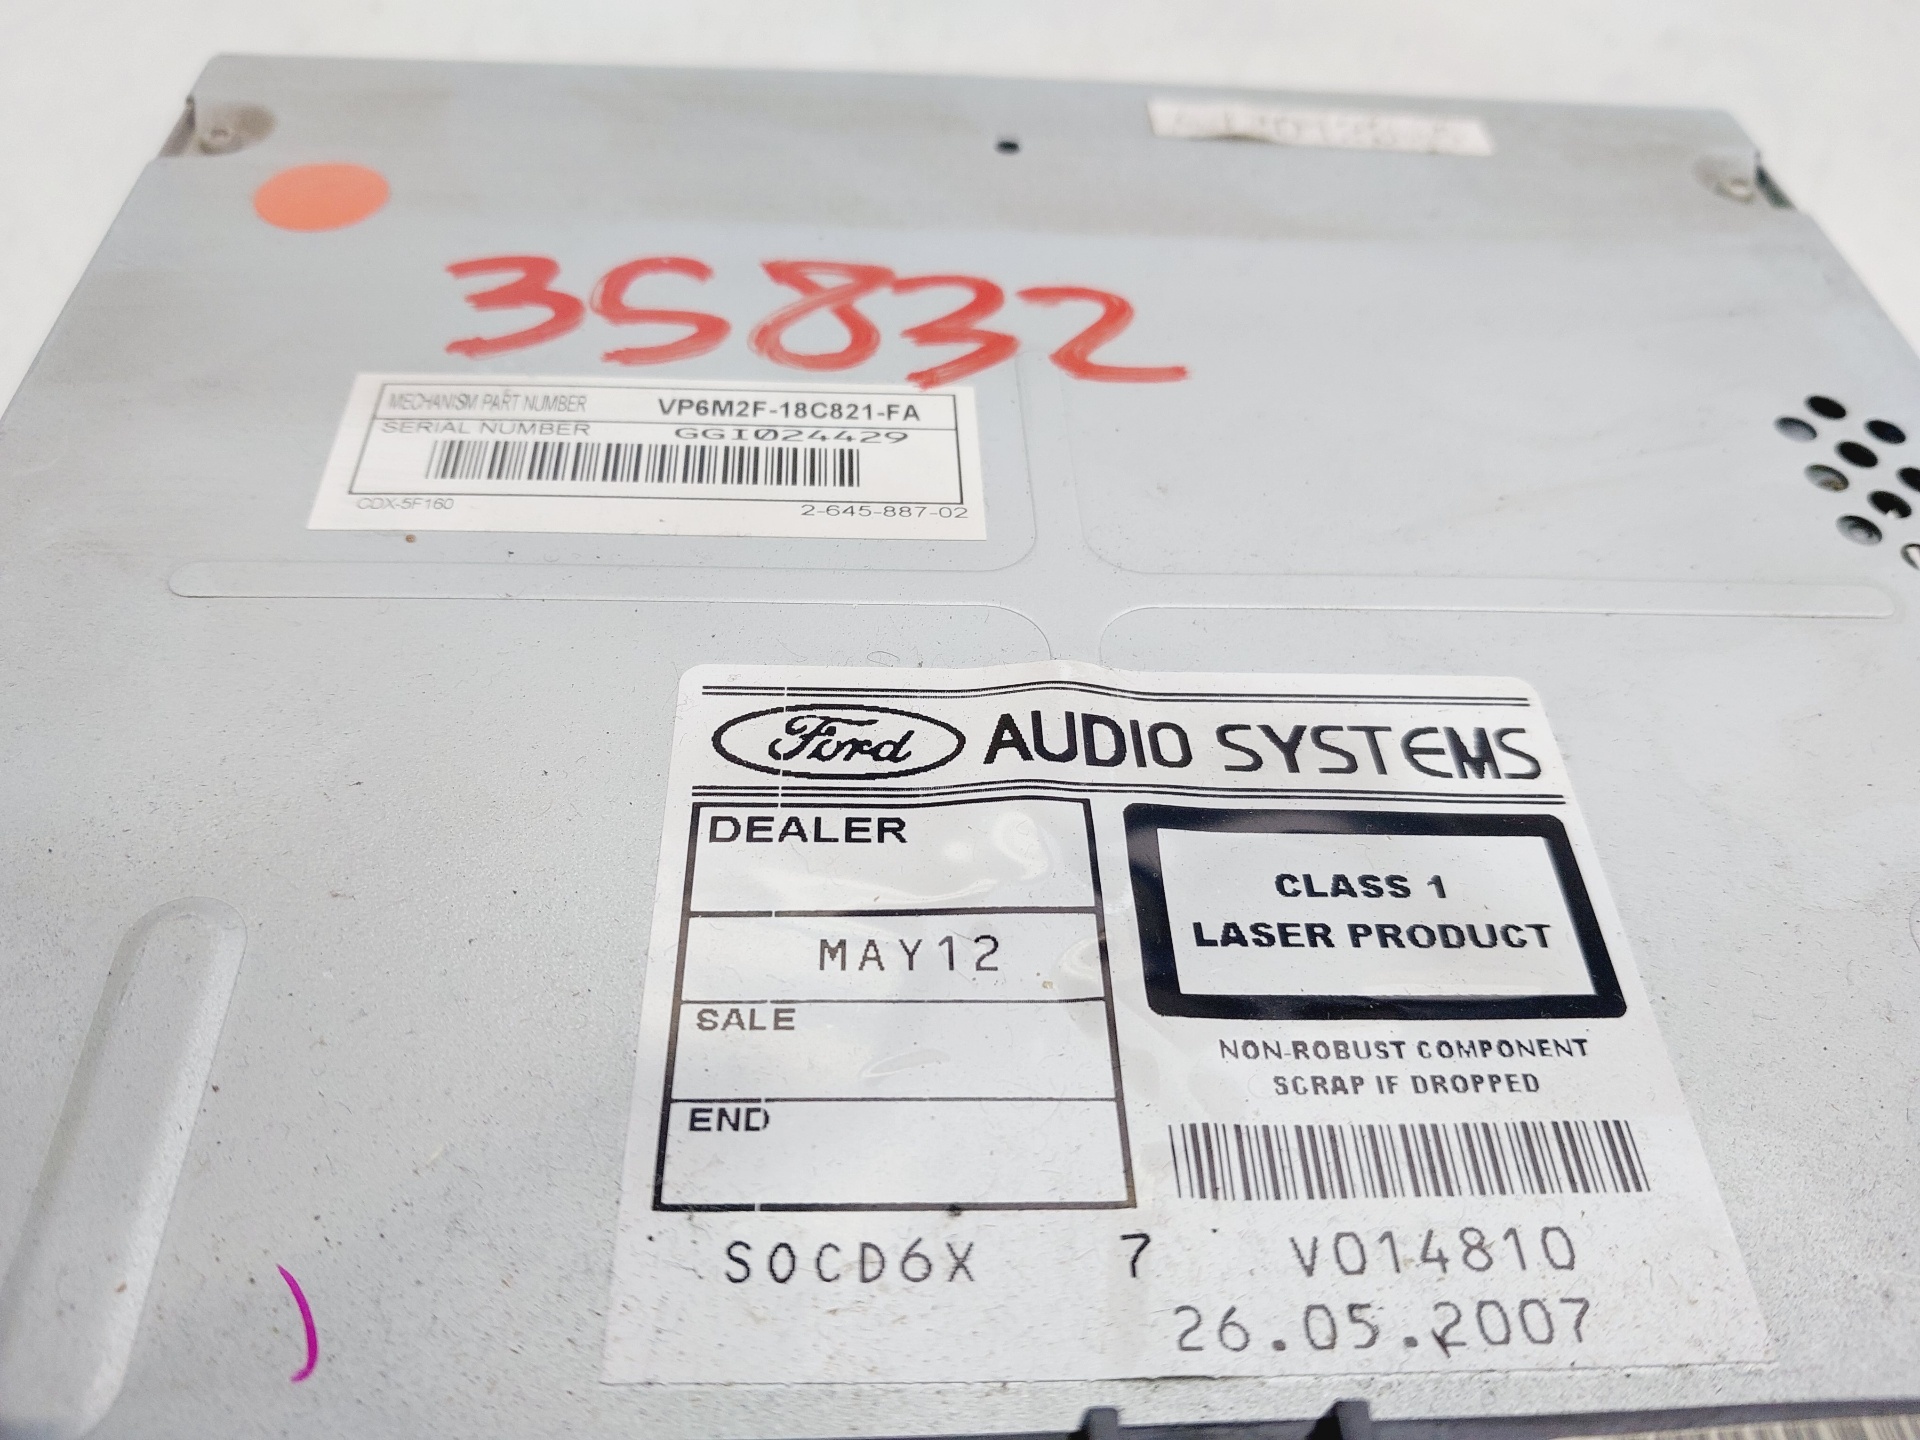 35832
MECHANISM PART NUMBER VP6M2F-18C821-FA
SERIAL NUMBER GGI024429
CDX-5F160 2-645-887-02
Ford AUDIO SYSTEMS
DEALER
MAY12
SALE
END
CLASS 1
LASER PRODUCT
NON-ROBUST COMPONENT
SCRAP IF DROPPED
S0CD6X 7 V014810
26.05.2007